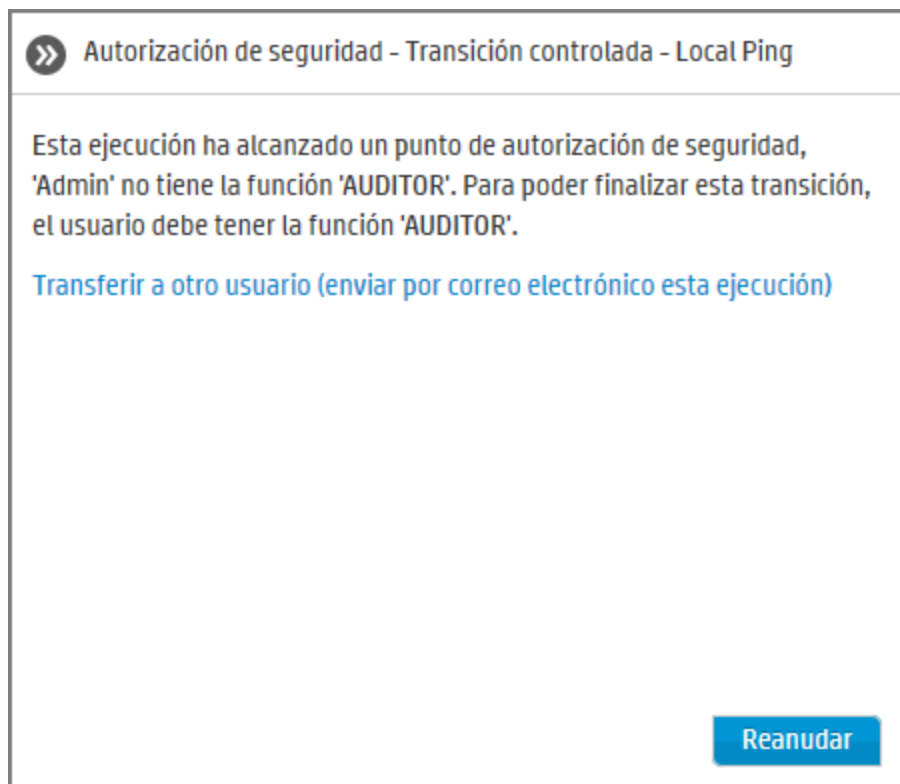 Autorización de seguridad - Transición controlada - Local Ping
Esta ejecución ha alcanzado un punto de autorización de seguridad,
'Admin' no tiene la función 'AUDITOR'. Para poder finalizar esta transición,
el usuario debe tener la función 'AUDITOR'.
Transferir a otro usuario (enviar por correo electrónico esta ejecución)
Reanudar